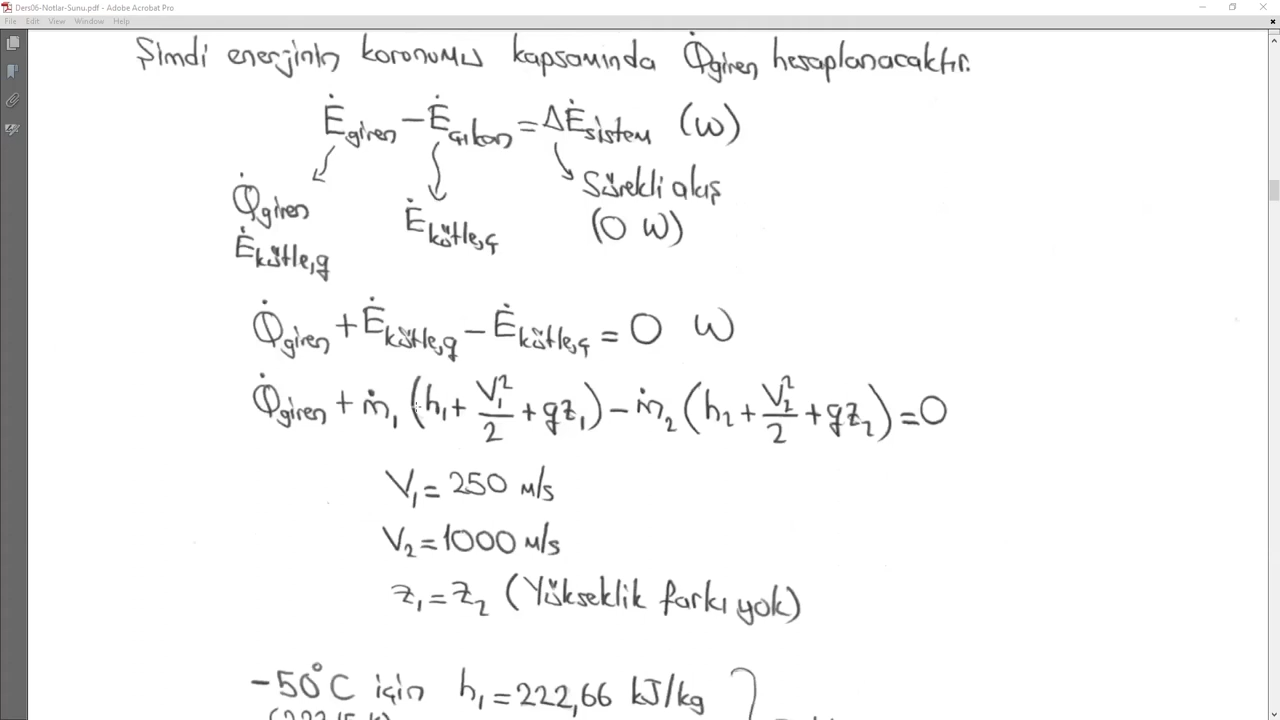 Ders06-Notlar-Sunu.pdf - Adobe Acrobat Pro
File Edit View Window Help
Şimdi enerjinin korunumu kapsamında Q̇giren hesaplanacaktır.
Ėgiren − Ėçıkan = ΔĖsistem (W)
Q̇giren
Ėkütle,g
Ėkütle,ç
Sürekli akış
(0 W)
Q̇giren + Ėkütle,g − Ėkütle,ç = 0 W
Q̇giren + ṁ₁ (h₁ + V₁²/2 + gz₁) − ṁ₂ (h₂ + V₂²/2 + gz₂) = 0
V₁ = 250 m/s
V₂ = 1000 m/s
z₁ = z₂ (Yükseklik farkı yok)
-50°C için h₁ = 222,66 kJ/kg